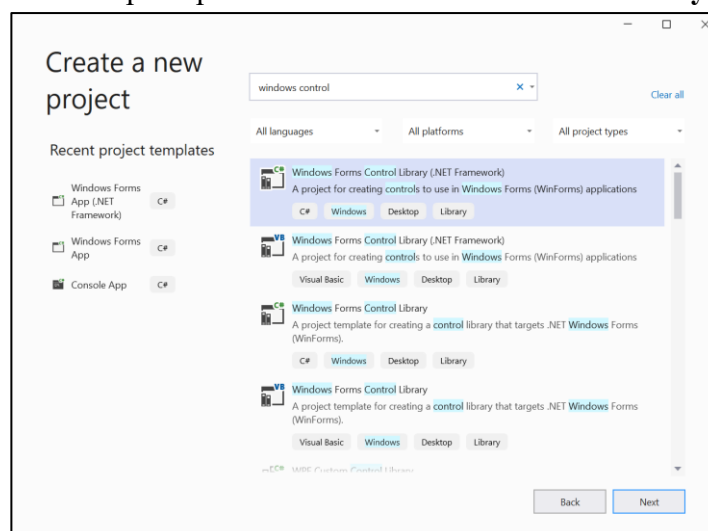 Create a new
project
windows control
Clear all
All languages
All platforms
All project types
Recent project templates
Windows Forms
App (.NET
Framework)
C#
Windows Forms
App
C#
Console App
C#
Windows Forms Control Library (.NET Framework)
A project for creating controls to use in Windows Forms (WinForms) applications
C# Windows Desktop Library
Windows Forms Control Library (.NET Framework)
A project for creating controls to use in Windows Forms (WinForms) applications
Visual Basic Windows Desktop Library
Windows Forms Control Library
A project template for creating a control library that targets .NET Windows Forms
(WinForms).
C# Windows Desktop Library
Windows Forms Control Library
A project template for creating a control library that targets .NET Windows Forms
(WinForms).
Visual Basic Windows Desktop Library
WPF Custom Control Library
Back
Next